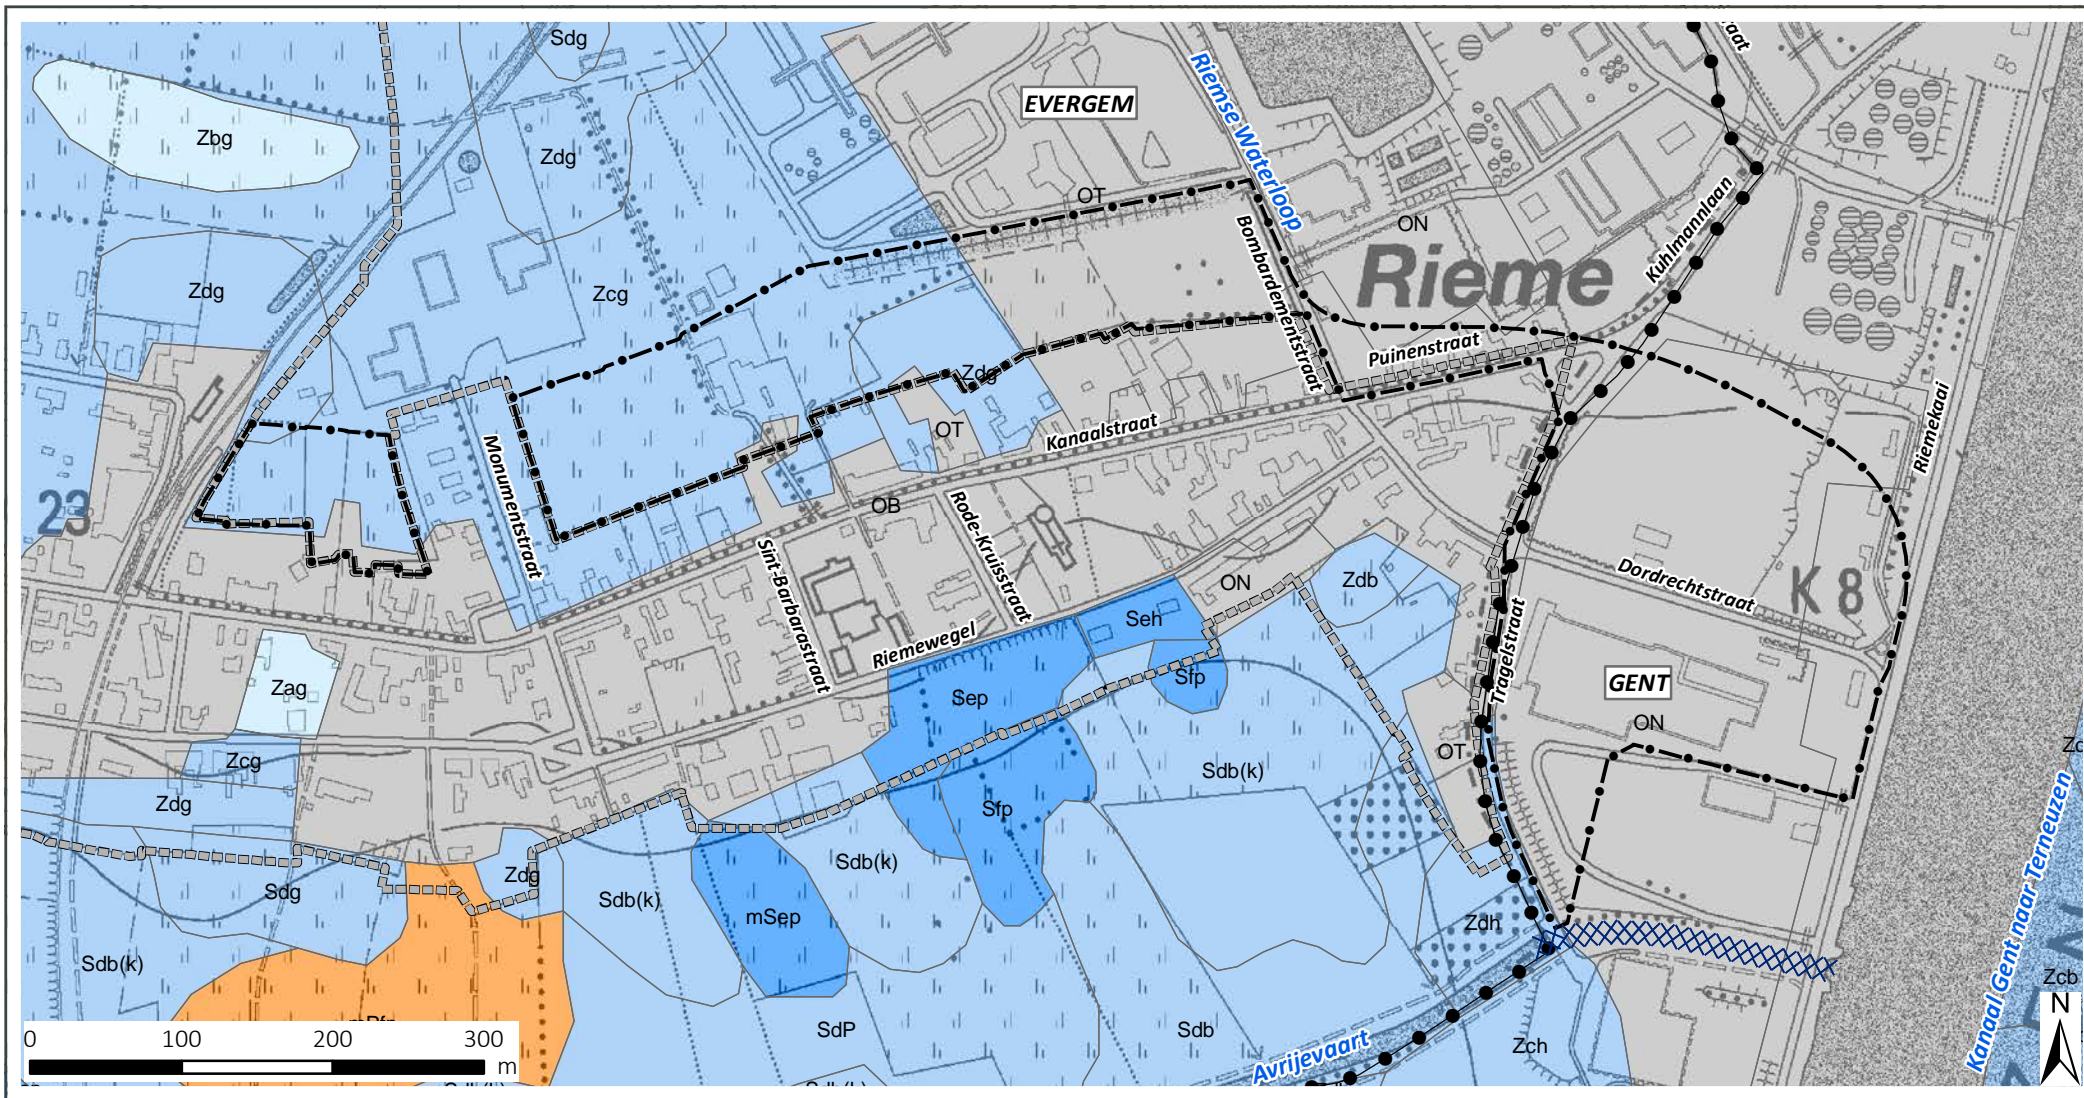 Sdg
raat
EVERGEM
Riemse Waterloop
Zbg
Zdg
OT
ON
Kuhlmannlaan
Rieme
Bombardementstraat
Zdg
Zcg
Puinenstraat
Zdg
Riemekaai
Kanaalstraat
OT
Monumentstraat
23
OB
Rode-Kruisstraat
Sint-Barbarastraat
ON
Zdb
Dordrechtstraat
K 8
Seh
Riemewegel
Tragelstraat
Sfp
Zag
Sep
GENT
ON
OT
Zcg
Sdb(k)
Zdg
Sfp
Kanaal Gent naar Terneuzen
Sdb(k)
Zdg
Sdg
Sdb(k)
mSep
Zdh
Sdb(k)
Zcb
N
0 100 200 300
m
SdP
Sdb
Zch
Avrijevaart